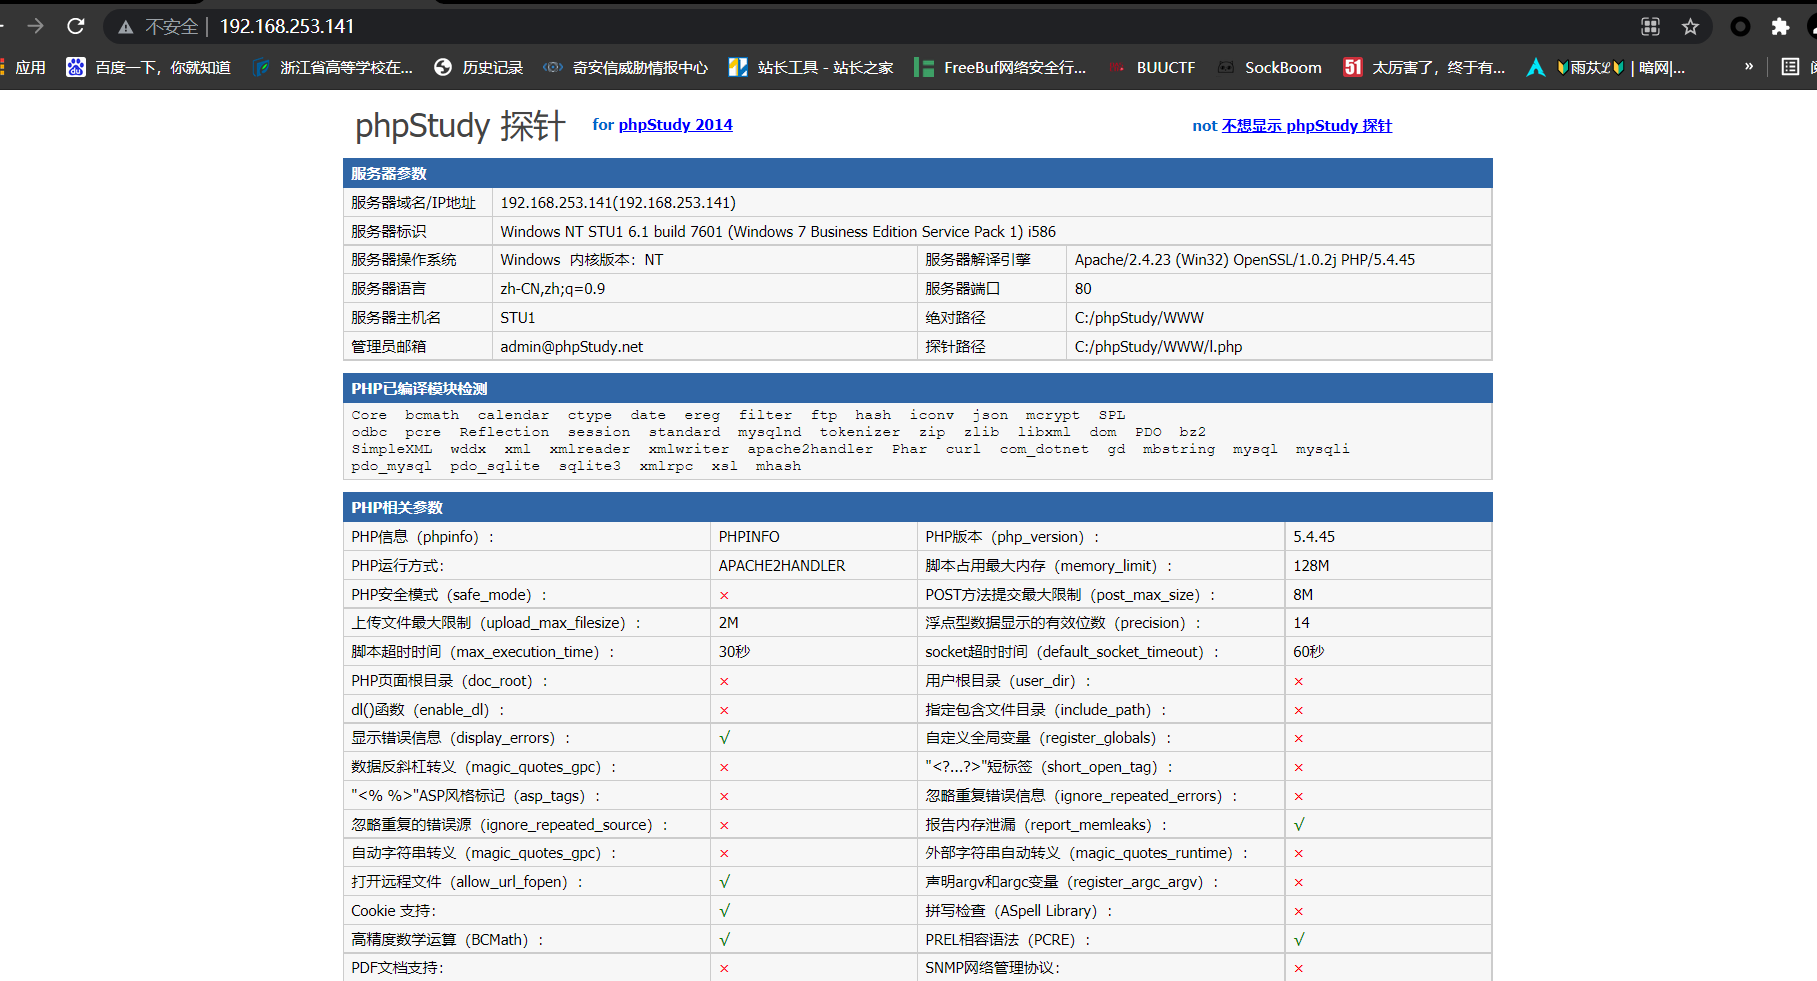 不安全 | 192.168.253.141
应用 百度一下，你就知道 浙江省高等学校在... 历史记录 奇安信威胁情报中心 站长工具 - 站长之家 FreeBuf网络安全行... BUUCTF SockBoom 51 太厉害了，终于有... 🔰雨苁ℒ🔰 | 暗网|... »
phpStudy 探针 for phpStudy 2014 not 不想显示 phpStudy 探针
服务器参数
服务器域名/IP地址 192.168.253.141(192.168.253.141)
服务器标识 Windows NT STU1 6.1 build 7601 (Windows 7 Business Edition Service Pack 1) i586
服务器操作系统 Windows 内核版本：NT 服务器解译引擎 Apache/2.4.23 (Win32) OpenSSL/1.0.2j PHP/5.4.45
服务器语言 zh-CN,zh;q=0.9 服务器端口 80
服务器主机名 STU1 绝对路径 C:/phpStudy/WWW
管理员邮箱 admin@phpStudy.net 探针路径 C:/phpStudy/WWW/l.php
PHP已编译模块检测
Core bcmath calendar ctype date ereg filter ftp hash iconv json mcrypt SPL
odbc pcre Reflection session standard mysqlnd tokenizer zip zlib libxml dom PDO bz2
SimpleXML wddx xml xmlreader xmlwriter apache2handler Phar curl com_dotnet gd mbstring mysql mysqli
pdo_mysql pdo_sqlite sqlite3 xmlrpc xsl mhash
PHP相关参数
PHP信息（phpinfo）： PHPINFO PHP版本（php_version）： 5.4.45
PHP运行方式： APACHE2HANDLER 脚本占用最大内存（memory_limit）： 128M
PHP安全模式（safe_mode）： × POST方法提交最大限制（post_max_size）： 8M
上传文件最大限制（upload_max_filesize）： 2M 浮点型数据显示的有效位数（precision）： 14
脚本超时时间（max_execution_time）： 30秒 socket超时时间（default_socket_timeout）： 60秒
PHP页面根目录（doc_root）： × 用户根目录（user_dir）： ×
dl()函数（enable_dl）： × 指定包含文件目录（include_path）： ×
显示错误信息（display_errors）： √ 自定义全局变量（register_globals）： ×
数据反斜杠转义（magic_quotes_gpc）： × "<?...?>"短标签（short_open_tag）： ×
"<% %>"ASP风格标记（asp_tags）： × 忽略重复错误信息（ignore_repeated_errors）： ×
忽略重复的错误源（ignore_repeated_source）： × 报告内存泄漏（report_memleaks）： √
自动字符串转义（magic_quotes_gpc）： × 外部字符串自动转义（magic_quotes_runtime）： ×
打开远程文件（allow_url_fopen）： √ 声明argv和argc变量（register_argc_argv）： ×
Cookie 支持： √ 拼写检查（ASpell Library）： ×
高精度数学运算（BCMath）： √ PREL相容语法（PCRE）： √
PDF文档支持： × SNMP网络管理协议： ×